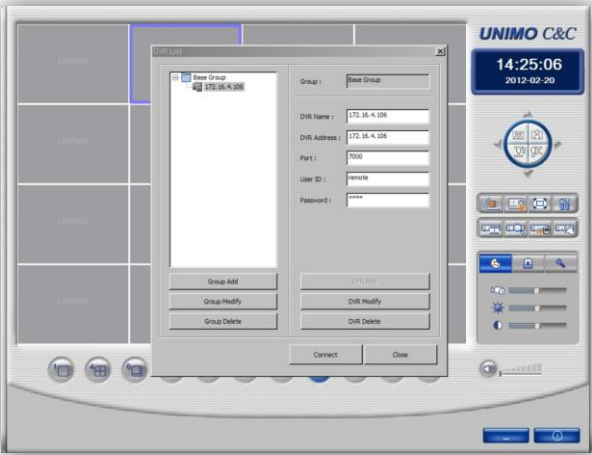 UNIMO C&C
14:25:06
2012-02-20
DVR List
Base Group
172.16.4.106
Group : Base Group
DVR Name : 172.16.4.106
DVR Address : 172.16.4.106
Port : 7000
User ID : remote
Password : ****
Group Add
DVR Add
Group Modify
DVR Modify
Group Delete
DVR Delete
Connect
Close